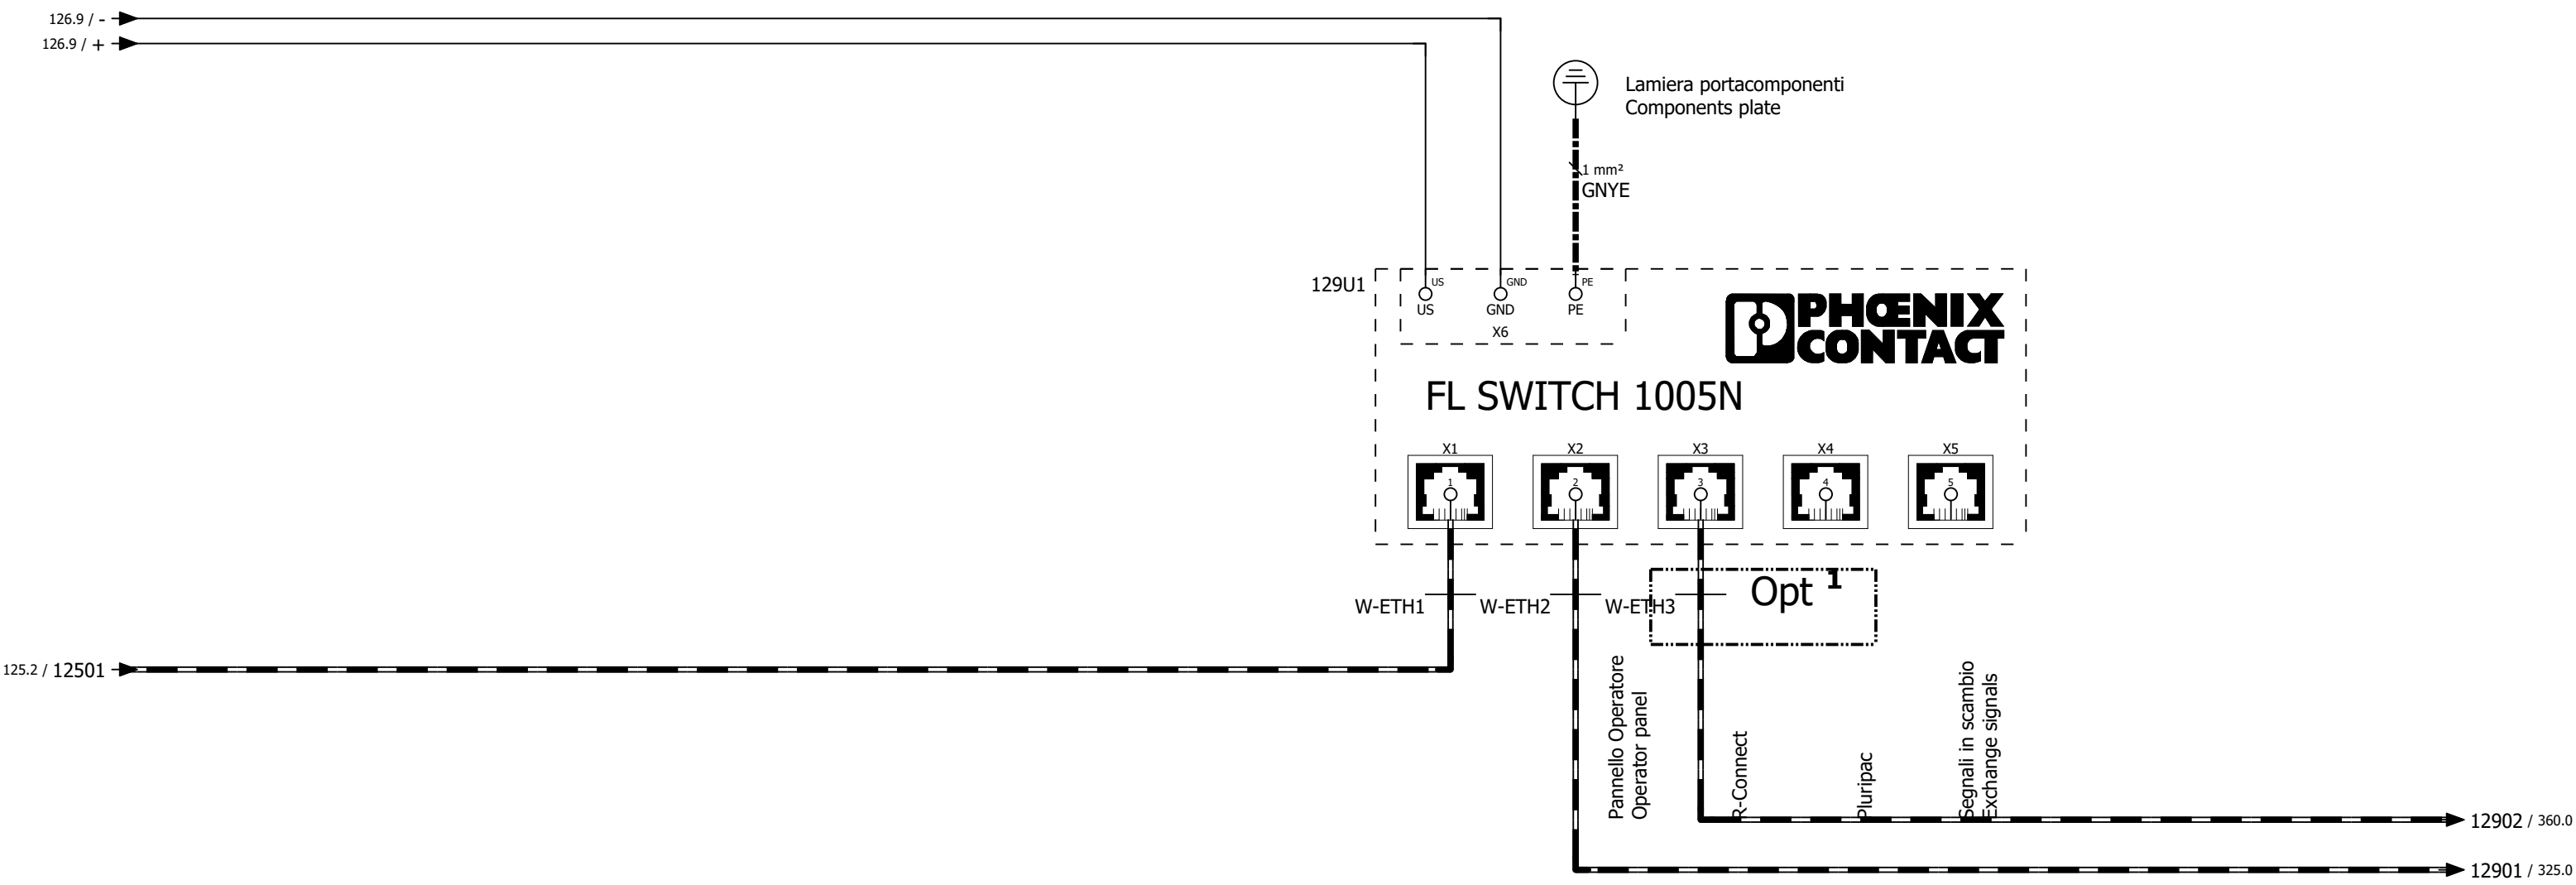 126.9 / -
126.9 / +
Lamiera portacomponenti
Components plate
1 mm²
GNYE
129U1
US GND PE
US GND PE
X6
PHŒNIX
CONTACT
FL SWITCH 1005N
X1 X2 X3 X4 X5
1 2 3 4 5
W-ETH1 W-ETH2 W-ETH3 Opt 1
125.2 / 12501
Pannello Operatore
Operator panel
R-Connect
Pluripac
Segnali in scambio
Exchange signals
12902 / 360.0
12901 / 325.0